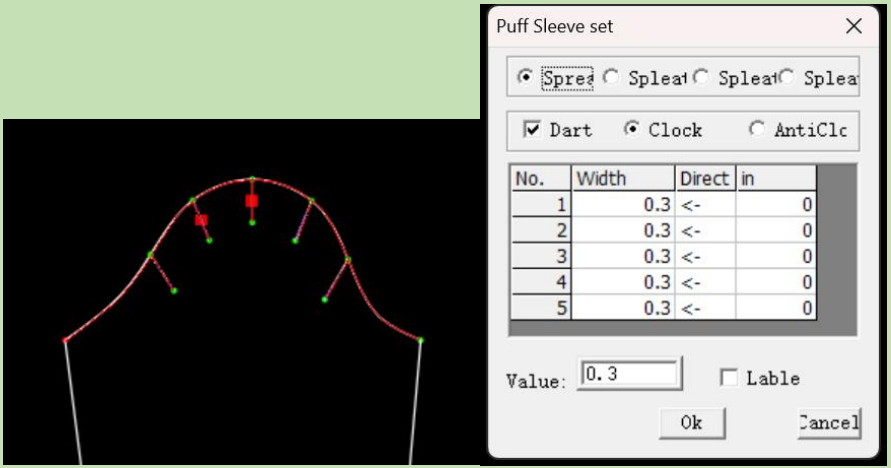 Puff Sleeve set
Sprea Spleat Spleat Splea
Dart Clock AntiClc
No. Width Direct in
1 0.3 <- 0
2 0.3 <- 0
3 0.3 <- 0
4 0.3 <- 0
5 0.3 <- 0
Value: 0.3 Lable
Ok Cancel